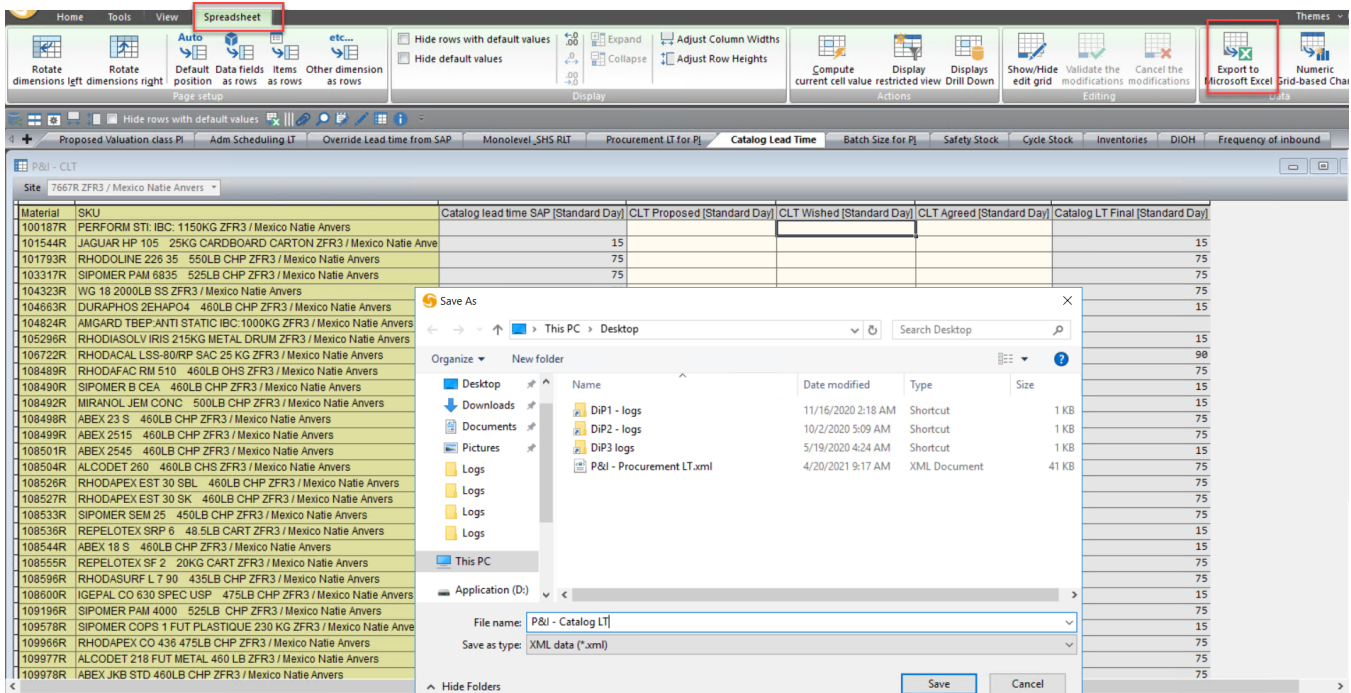 Home Tools View Spreadsheet Themes
Auto etc...
Rotate dimensions left
Rotate dimensions right
Default position
Data fields as rows
Items as rows
Other dimension as rows
Page setup
Hide rows with default values
Hide default values
Expand
Collapse
Adjust Column Widths
Adjust Row Heights
Display
Compute current cell value
Display restricted view
Displays Drill Down
Actions
Show/Hide edit grid
Validate the modifications
Cancel the modifications
Editing
Export to Microsoft Excel
Numeric Grid-based Char
Data
Hide rows with default values
Proposed Valuation class PI Adm Scheduling LT Override Lead time from SAP Monolevel_SHS RLT Procurement LT for PI Catalog Lead Time Batch Size for PI Safety Stock Cycle Stock Inventories DIOH Frequency of inbound
P&I - CLT
Site 7667R ZFR3 / Mexico Natie Anvers
Material SKU Catalog lead time SAP [Standard Day] CLT Proposed [Standard Day] CLT Wished [Standard Day] CLT Agreed [Standard Day] Catalog LT Final [Standard Day]
100187R PERFORM STI: IBC: 1150KG ZFR3 / Mexico Natie Anvers
101544R JAGUAR HP 105 25KG CARDBOARD CARTON ZFR3 / Mexico Natie Anve 15 15
101793R RHODOLINE 226 35 550LB CHP ZFR3 / Mexico Natie Anvers 75 75
103317R SIPOMER PAM 6835 525LB CHP ZFR3 / Mexico Natie Anvers 75 75
104323R WG 18 2000LB SS ZFR3 / Mexico Natie Anvers 75
104663R DURAPHOS 2EHAPO4 460LB CHP ZFR3 / Mexico Natie Anvers 15
104824R AMGARD TBEP:ANTI STATIC IBC:1000KG ZFR3 / Mexico Natie Anvers
105296R RHODIASOLV IRIS 215KG METAL DRUM ZFR3 / Mexico Natie Anvers 15
106722R RHODACAL LSS-80/RP SAC 25 KG ZFR3 / Mexico Natie Anvers 90
108489R RHODAFAC RM 510 460LB OHS ZFR3 / Mexico Natie Anvers 75
108490R SIPOMER B CEA 460LB CHP ZFR3 / Mexico Natie Anvers 15
108492R MIRANOL JEM CONC 500LB CHP ZFR3 / Mexico Natie Anvers 15
108498R ABEX 23 S 460LB CHP ZFR3 / Mexico Natie Anvers 75
108499R ABEX 2515 460LB CHP ZFR3 / Mexico Natie Anvers 75
108501R ABEX 2545 460LB CHP ZFR3 / Mexico Natie Anvers 15
108504R ALCODET 260 460LB CHS ZFR3 / Mexico Natie Anvers 75
108526R RHODAPEX EST 30 SBL 460LB CHP ZFR3 / Mexico Natie Anvers 75
108527R RHODAPEX EST 30 SK 460LB CHP ZFR3 / Mexico Natie Anvers 75
108533R SIPOMER SEM 25 450LB CHP ZFR3 / Mexico Natie Anvers 75
108536R REPELOTEX SRP 6 48.5LB CART ZFR3 / Mexico Natie Anvers 15
108544R ABEX 18 S 460LB CHP ZFR3 / Mexico Natie Anvers 15
108555R REPELOTEX SF 2 20KG CART ZFR3 / Mexico Natie Anvers 75
108596R RHODASURF L 7 90 435LB CHP ZFR3 / Mexico Natie Anvers 75
108600R IGEPAL CO 630 SPEC USP 475LB CHP ZFR3 / Mexico Natie Anvers 15
109196R SIPOMER PAM 4000 525LB CHP ZFR3 / Mexico Natie Anvers 75
109578R SIPOMER COPS 1 FUT PLASTIQUE 230 KG ZFR3 / Mexico Natie Anve 15
109966R RHODAPEX CO 436 475LB CHP ZFR3 / Mexico Natie Anvers 75
109977R ALCODET 218 FUT METAL 460 LB ZFR3 / Mexico Natie Anvers 75
109978R ABEX JKB STD 460LB CHP ZFR3 / Mexico Natie Anvers 75
Save As
This PC > Desktop
Search Desktop
Organize New folder
Desktop
Downloads
Documents
Pictures
Logs
Logs
Logs
Logs
This PC
Application (D:)
Name Date modified Type Size
DiP1 - logs 11/16/2020 2:18 AM Shortcut 1 KB
DiP2 - logs 10/2/2020 5:09 AM Shortcut 1 KB
DiP3 logs 5/19/2020 4:24 AM Shortcut 1 KB
P&I - Procurement LT.xml 4/20/2021 9:17 AM XML Document 41 KB
File name: P&I - Catalog LT
Save as type: XML data (*.xml)
Hide Folders
Save Cancel